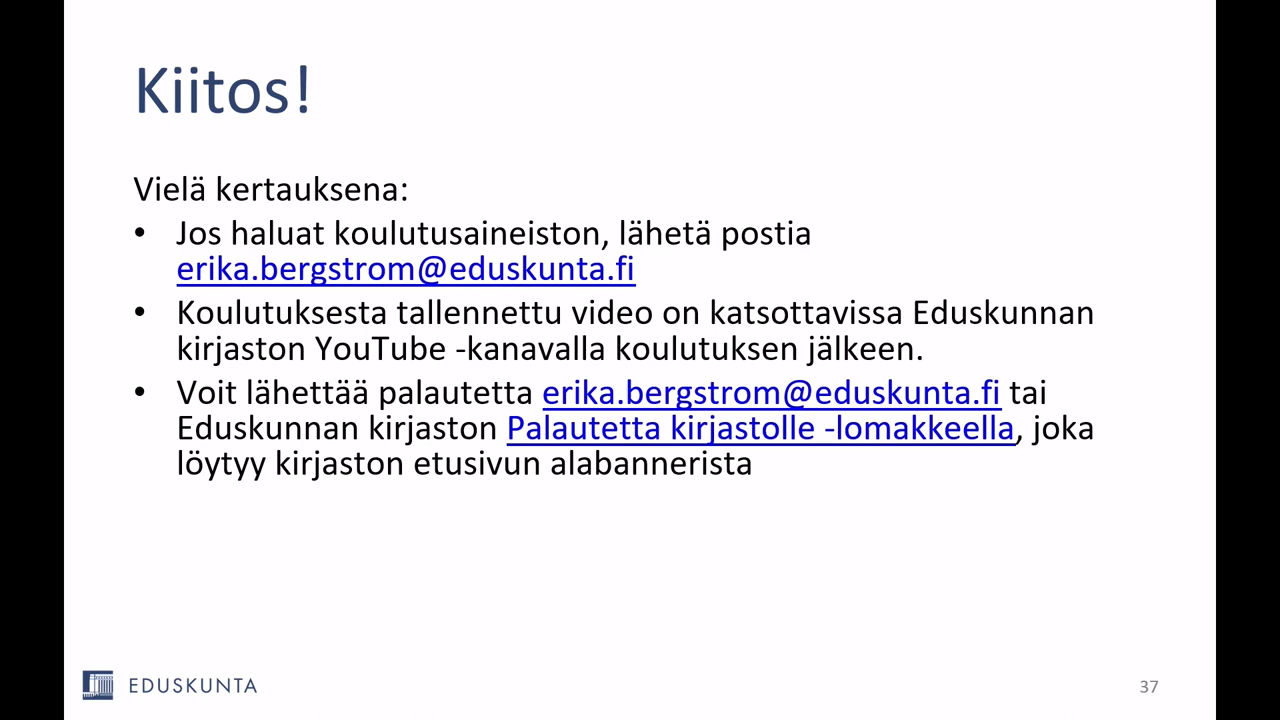 Kiitos!
Vielä kertauksena:
• Jos haluat koulutusaineiston, lähetä postia
erika.bergstrom@eduskunta.fi
• Koulutuksesta tallennettu video on katsottavissa Eduskunnan
kirjaston YouTube -kanavalla koulutuksen jälkeen.
• Voit lähettää palautetta erika.bergstrom@eduskunta.fi tai
Eduskunnan kirjaston Palautetta kirjastolle -lomakkeella, joka
löytyy kirjaston etusivun alabannerista
EDUSKUNTA
37